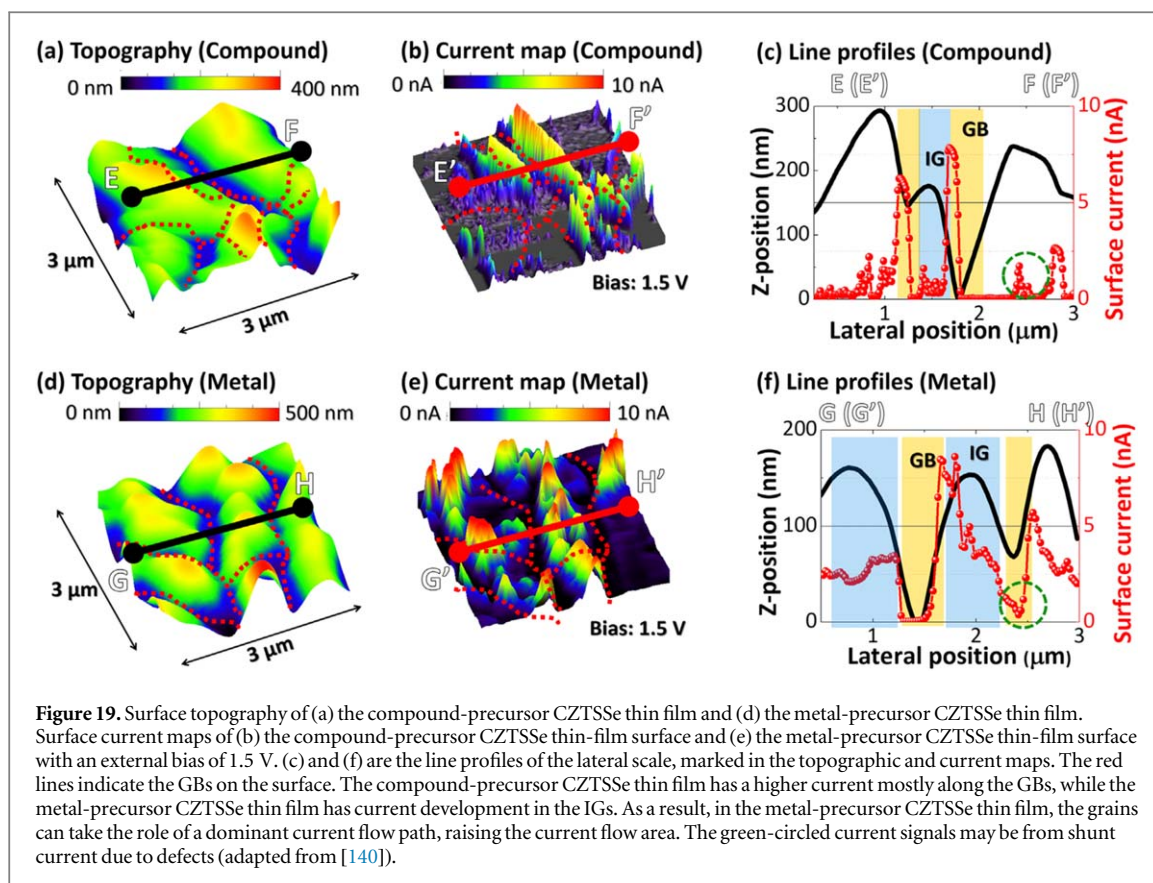 (a) Topography (Compound)
0 nm 400 nm
E
F
3 μm
3 μm
(b) Current map (Compound)
0 nA 10 nA
E'
F'
Bias: 1.5 V
(c) Line profiles (Compound)
E (E') F (F')
300
200
150
100
0
Z-position (nm)
IG
GB
10
5
0
Surface current (nA)
1 2 3
Lateral position (μm)
(d) Topography (Metal)
0 nm 500 nm
G
H
3 μm
3 μm
(e) Current map (Metal)
0 nA 10 nA
G'
H'
Bias: 1.5 V
(f) Line profiles (Metal)
G (G') H (H')
200
100
0
Z-position (nm)
GB
IG
10
5
0
Surface current (nA)
1 2 3
Lateral position (μm)
Figure 19. Surface topography of (a) the compound-precursor CZTSSe thin film and (d) the metal-precursor CZTSSe thin film.
Surface current maps of (b) the compound-precursor CZTSSe thin-film surface and (e) the metal-precursor CZTSSe thin-film surface
with an external bias of 1.5 V. (c) and (f) are the line profiles of the lateral scale, marked in the topographic and current maps. The red
lines indicate the GBs on the surface. The compound-precursor CZTSSe thin film has a higher current mostly along the GBs, while the
metal-precursor CZTSSe thin film has current development in the IGs. As a result, in the metal-precursor CZTSSe thin film, the grains
can take the role of a dominant current flow path, raising the current flow area. The green-circled current signals may be from shunt
current due to defects (adapted from [140]).